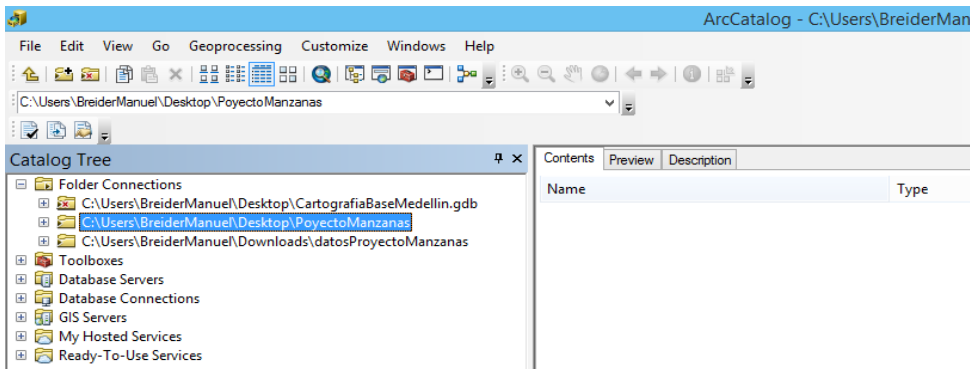 ArcCatalog - C:\Users\BreiderMan
File Edit View Go Geoprocessing Customize Windows Help
C:\Users\BreiderManuel\Desktop\PoyectoManzanas
Catalog Tree
Contents Preview Description
Name Type
Folder Connections
C:\Users\BreiderManuel\Desktop\CartografiaBaseMedellin.gdb
C:\Users\BreiderManuel\Desktop\PoyectoManzanas
C:\Users\BreiderManuel\Downloads\datosProyectoManzanas
Toolboxes
Database Servers
Database Connections
GIS Servers
My Hosted Services
Ready-To-Use Services